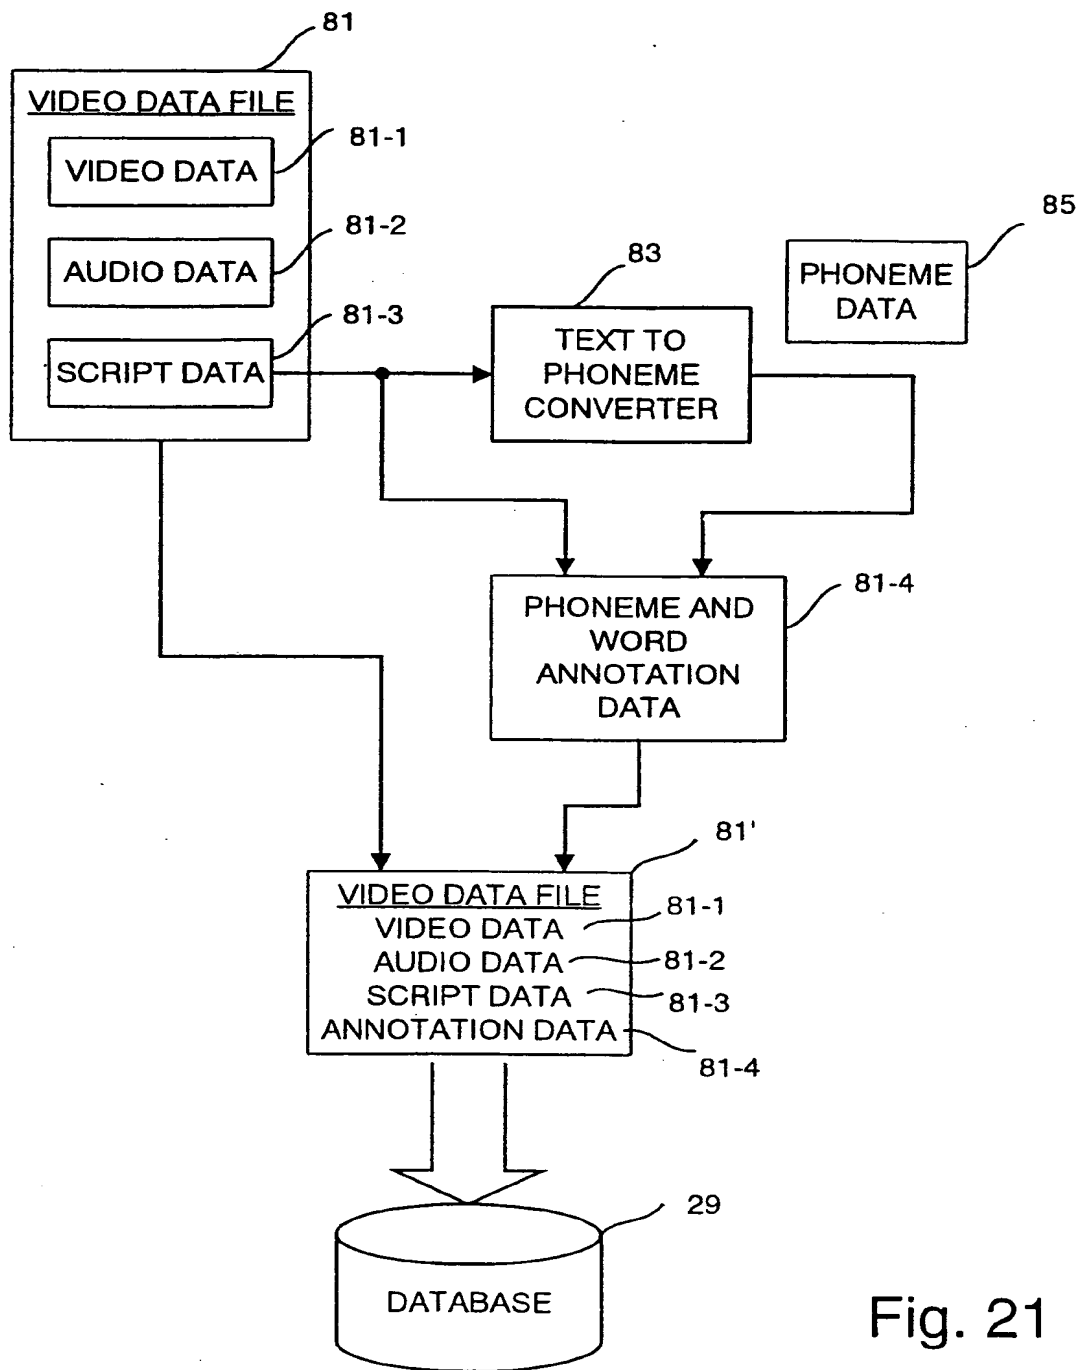 81
VIDEO DATA FILE
81-1
VIDEO DATA
81-2
AUDIO DATA
81-3
SCRIPT DATA
83
TEXT TO
PHONEME
CONVERTER
85
PHONEME
DATA
81-4
PHONEME AND
WORD
ANNOTATION
DATA
81'
VIDEO DATA FILE
VIDEO DATA
81-1
AUDIO DATA
81-2
SCRIPT DATA
81-3
ANNOTATION DATA
81-4
29
DATABASE
Fig. 21